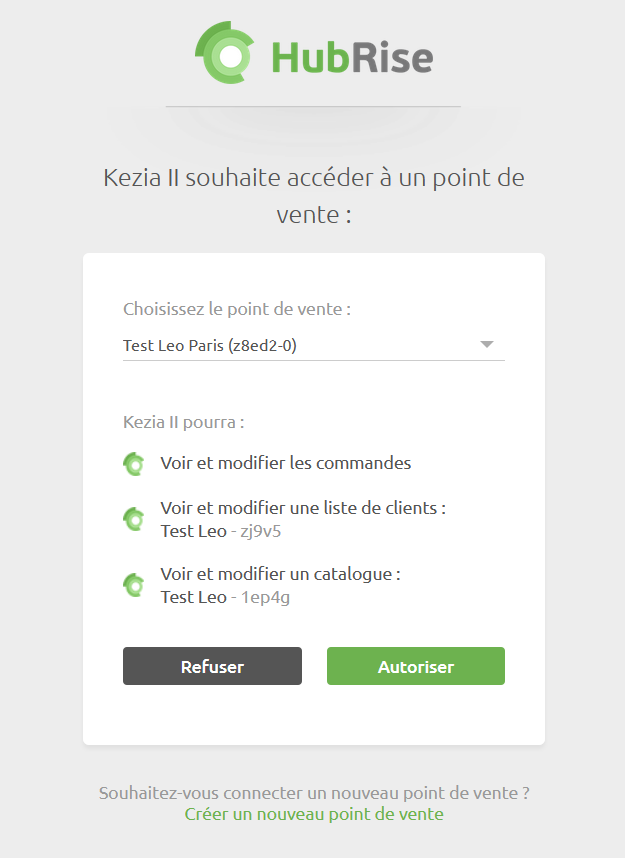 HubRise
Kezia II souhaite accéder à un point de
vente :
Choisissez le point de vente :
Test Leo Paris (z8ed2-0)
Kezia II pourra :
Voir et modifier les commandes
Voir et modifier une liste de clients :
Test Leo - zj9v5
Voir et modifier un catalogue :
Test Leo - 1ep4g
Refuser
Autoriser
Souhaitez-vous connecter un nouveau point de vente ?
Créer un nouveau point de vente